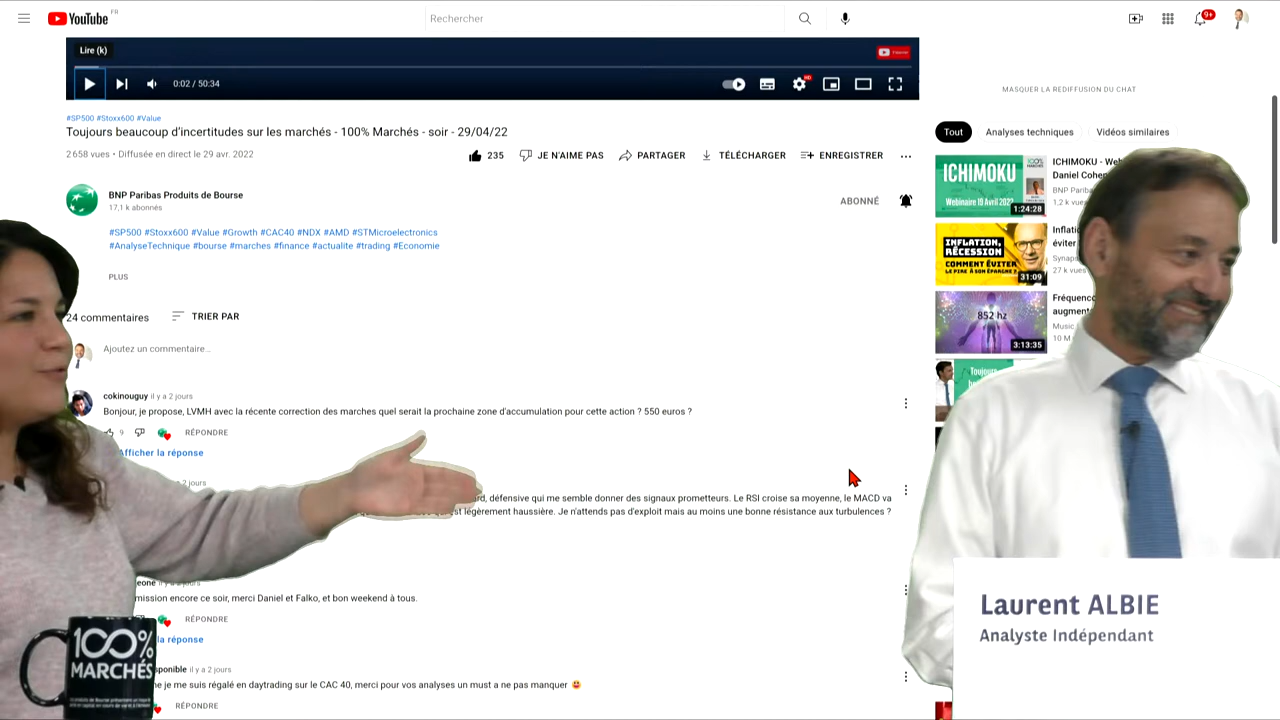 YouTube FR
Rechercher
9+
Lire (k)
0:02 / 50:34
HD
MASQUER LA REDIFFUSION DU CHAT
#SP500 #Stoxx600 #Value
Toujours beaucoup d'incertitudes sur les marchés - 100% Marchés - soir - 29/04/22
2 658 vues • Diffusée en direct le 29 avr. 2022
235
JE N'AIME PAS
PARTAGER
TÉLÉCHARGER
ENREGISTRER
Tout
Analyses techniques
Vidéos similaires
BNP Paribas Produits de Bourse
17,1 k abonnés
ABONNÉ
#SP500 #Stoxx600 #Value #Growth #CAC40 #NDX #AMD #STMicroelectronics
#AnalyseTechnique #bourse #marches #finance #actualite #trading #Economie
PLUS
24 commentaires
TRIER PAR
Ajoutez un commentaire...
cokinouguy il y a 2 jours
Bonjour, je propose, LVMH avec la récente correction des marches quel serait la prochaine zone d'accumulation pour cette action ? 550 euros ?
9
RÉPONDRE
Afficher la réponse
2 jours
défensive qui me semble donner des signaux prometteurs. Le RSI croise sa moyenne, le MACD va
est légèrement haussière. Je n'attends pas d'exploit mais au moins une bonne résistance aux turbulences ?
encore ce soir, merci Daniel et Falko, et bon weekend à tous.
RÉPONDRE
la réponse
il y a 2 jours
je me suis régalé en daytrading sur le CAC 40, merci pour vos analyses un must a ne pas manquer 😃
RÉPONDRE
ICHIMOKU
100% MARCHÉS
Webinaire 19 Avril 2022
1:24:28
ICHIMOKU
Daniel
BNP
1,2 k
INFLATION,
RÉCESSION
COMMENT ÉVITER
LE PIRE À SON ÉPARGNE ?
31:09
éviter
27 k vues
852 hz
3:13:35
Music
10 M
Toujours
100%
MARCHÉS
Laurent ALBIE
Analyste Indépendant